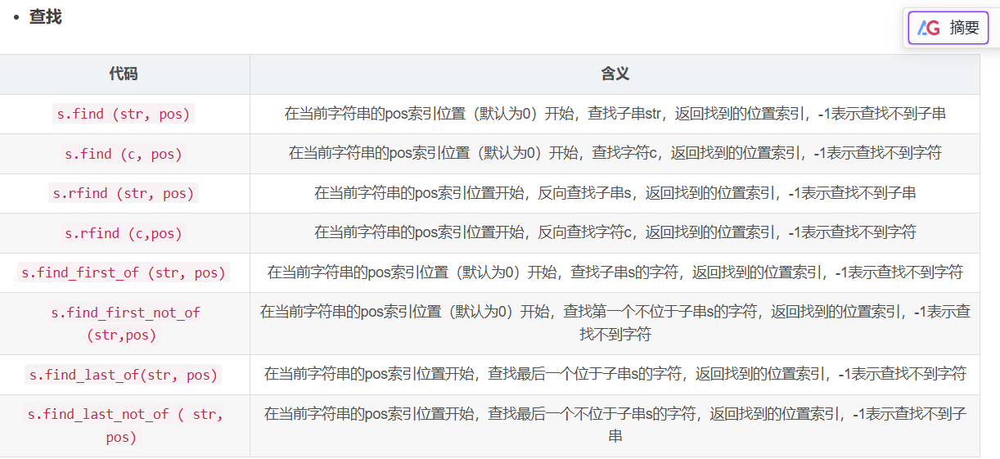 查找
摘要
代码 含义
s.find (str, pos) 在当前字符串的pos索引位置（默认为0）开始，查找子串str，返回找到的位置索引，-1表示查找不到子串
s.find (c, pos) 在当前字符串的pos索引位置（默认为0）开始，查找字符c，返回找到的位置索引，-1表示查找不到字符
s.rfind (str, pos) 在当前字符串的pos索引位置开始，反向查找子串s，返回找到的位置索引，-1表示查找不到子串
s.rfind (c,pos) 在当前字符串的pos索引位置开始，反向查找字符c，返回找到的位置索引，-1表示查找不到字符
s.find_first_of (str, pos) 在当前字符串的pos索引位置（默认为0）开始，查找子串s的字符，返回找到的位置索引，-1表示查找不到字符
s.find_first_not_of
(str,pos)
在当前字符串的pos索引位置（默认为0）开始，查找第一个不位于子串s的字符，返回找到的位置索引，-1表示查
找不到字符
s.find_last_of(str, pos) 在当前字符串的pos索引位置开始，查找最后一个位于子串s的字符，返回找到的位置索引，-1表示查找不到字符
s.find_last_not_of ( str,
pos)
在当前字符串的pos索引位置开始，查找最后一个不位于子串s的字符，返回找到的位置索引，-1表示查找不到子
串